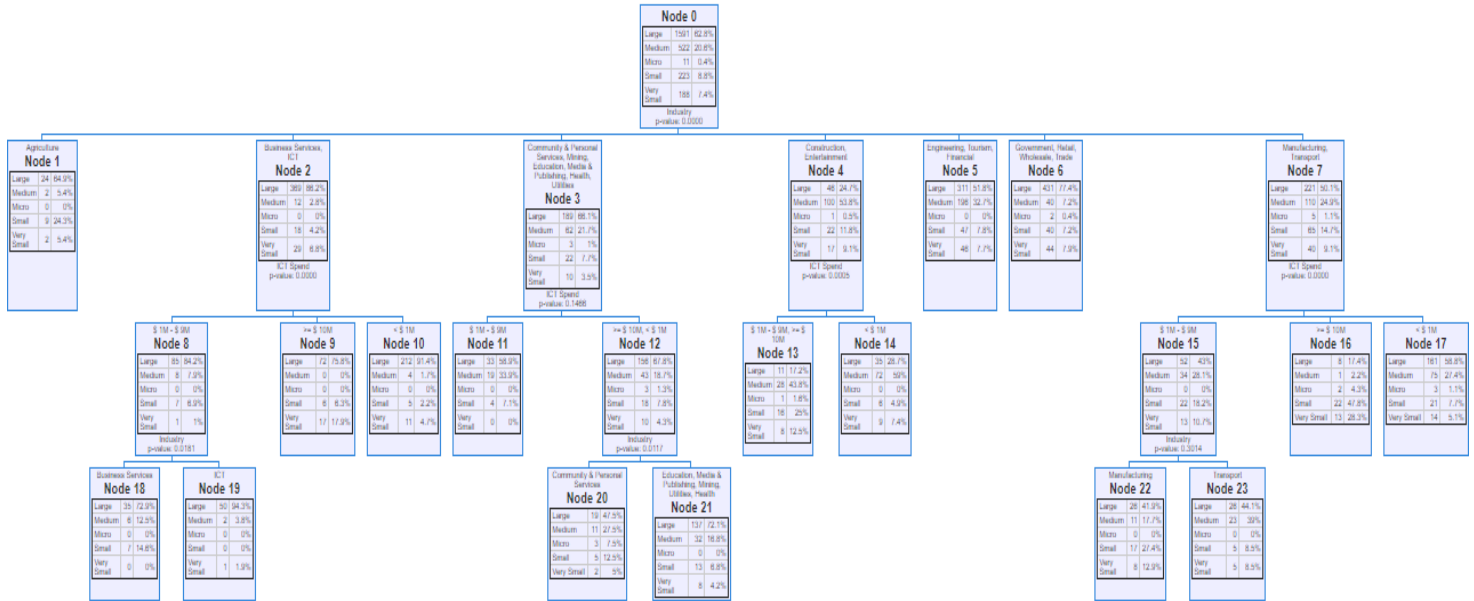 Node 0
Large 1591 62.8%
Medium 522 20.6%
Micro 11 0.4%
Small 223 8.8%
Very Small 188 7.4%
Industry
p-value: 0.0000
Agriculture
Node 1
Large 24 64.9%
Medium 2 5.4%
Micro 0 0%
Small 9 24.3%
Very Small 2 5.4%
Business Services,
ICT
Node 2
Large 369 86.2%
Medium 12 2.8%
Micro 0 0%
Small 18 4.2%
Very Small 29 6.8%
ICT Spend
p-value: 0.0000
Community & Personal
Services, Mining,
Education, Media &
Publishing, Health,
Utilities
Node 3
Large 189 66.1%
Medium 62 21.7%
Micro 3 1%
Small 22 7.7%
Very Small 10 3.5%
ICT Spend
p-value: 0.1466
Construction,
Entertainment
Node 4
Large 46 24.7%
Medium 100 53.8%
Micro 1 0.5%
Small 22 11.8%
Very Small 17 9.1%
ICT Spend
p-value: 0.0005
Engineering, Tourism,
Financial
Node 5
Large 311 51.8%
Medium 196 32.7%
Micro 0 0%
Small 47 7.8%
Very Small 46 7.7%
Government, Retail,
Wholesale, Trade
Node 6
Large 431 77.4%
Medium 40 7.2%
Micro 2 0.4%
Small 40 7.2%
Very Small 44 7.9%
Manufacturing,
Transport
Node 7
Large 221 50.1%
Medium 110 24.9%
Micro 5 1.1%
Small 65 14.7%
Very Small 40 9.1%
ICT Spend
p-value: 0.0000
$ 1M - $ 9M
Node 8
Large 85 84.2%
Medium 8 7.9%
Micro 0 0%
Small 7 6.9%
Very Small 1 1%
Industry
p-value: 0.0181
>= $ 10M
Node 9
Large 72 75.8%
Medium 0 0%
Micro 0 0%
Small 6 6.3%
Very Small 17 17.9%
< $ 1M
Node 10
Large 212 91.4%
Medium 4 1.7%
Micro 0 0%
Small 5 2.2%
Very Small 11 4.7%
$ 1M - $ 9M
Node 11
Large 33 58.9%
Medium 19 33.9%
Micro 0 0%
Small 4 7.1%
Very Small 0 0%
>= $ 10M, < $ 1M
Node 12
Large 156 67.8%
Medium 43 18.7%
Micro 3 1.3%
Small 18 7.8%
Very Small 10 4.3%
Industry
p-value: 0.0117
$ 1M - $ 9M, >= $
10M
Node 13
Large 11 17.2%
Medium 28 43.8%
Micro 1 1.6%
Small 16 25%
Very Small 8 12.5%
< $ 1M
Node 14
Large 35 28.7%
Medium 72 59%
Micro 0 0%
Small 6 4.9%
Very Small 9 7.4%
$ 1M - $ 9M
Node 15
Large 52 43%
Medium 34 28.1%
Micro 0 0%
Small 22 18.2%
Very Small 13 10.7%
Industry
p-value: 0.3014
>= $ 10M
Node 16
Large 8 17.4%
Medium 1 2.2%
Micro 2 4.3%
Small 22 47.8%
Very Small 13 28.3%
< $ 1M
Node 17
Large 161 58.8%
Medium 75 27.4%
Micro 3 1.1%
Small 21 7.7%
Very Small 14 5.1%
Business Services
Node 18
Large 35 72.9%
Medium 6 12.5%
Micro 0 0%
Small 7 14.6%
Very Small 0 0%
ICT
Node 19
Large 50 94.3%
Medium 2 3.8%
Micro 0 0%
Small 0 0%
Very Small 1 1.9%
Community & Personal
Services
Node 20
Large 19 47.5%
Medium 11 27.5%
Micro 3 7.5%
Small 5 12.5%
Very Small 2 5%
Education, Media &
Publishing, Mining,
Utilities, Health
Node 21
Large 137 72.1%
Medium 32 16.8%
Micro 0 0%
Small 13 6.8%
Very Small 8 4.2%
Manufacturing
Node 22
Large 26 41.9%
Medium 11 17.7%
Micro 0 0%
Small 17 27.4%
Very Small 8 12.9%
Transport
Node 23
Large 26 44.1%
Medium 23 39%
Micro 0 0%
Small 5 8.5%
Very Small 5 8.5%